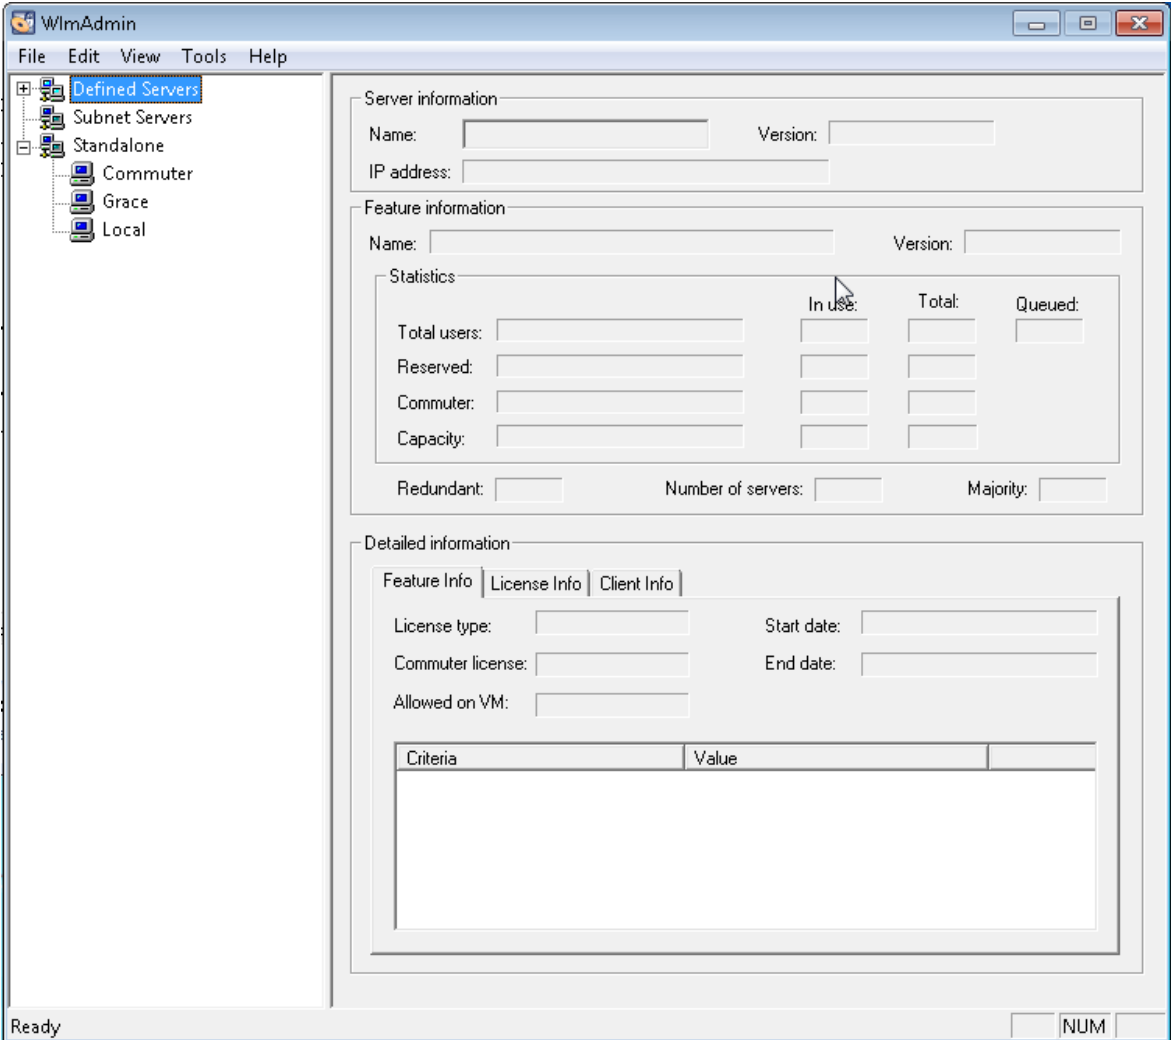 WlmAdmin
File Edit View Tools Help
Defined Servers
Subnet Servers
Standalone
Commuter
Grace
Local
Server information
Name: Version:
IP address:
Feature information
Name: Version:
Statistics
In use: Total: Queued:
Total users:
Reserved:
Commuter:
Capacity:
Redundant: Number of servers: Majority:
Detailed information
Feature Info License Info Client Info
License type: Start date:
Commuter license: End date:
Allowed on VM:
Criteria Value
Ready NUM